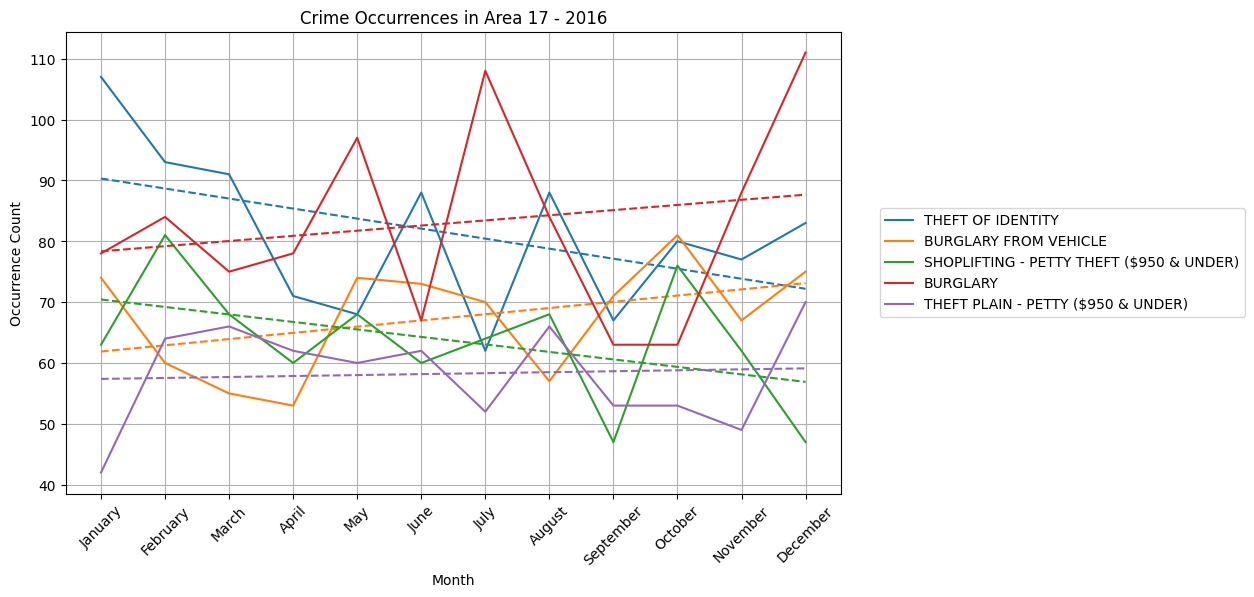 Crime Occurrences in Area 17 - 2016
Occurrence Count
110
100
90
80
70
60
50
40
January
February
March
April
May
June
July
August
September
October
November
December
Month
THEFT OF IDENTITY
BURGLARY FROM VEHICLE
SHOPLIFTING - PETTY THEFT ($950 & UNDER)
BURGLARY
THEFT PLAIN - PETTY ($950 & UNDER)